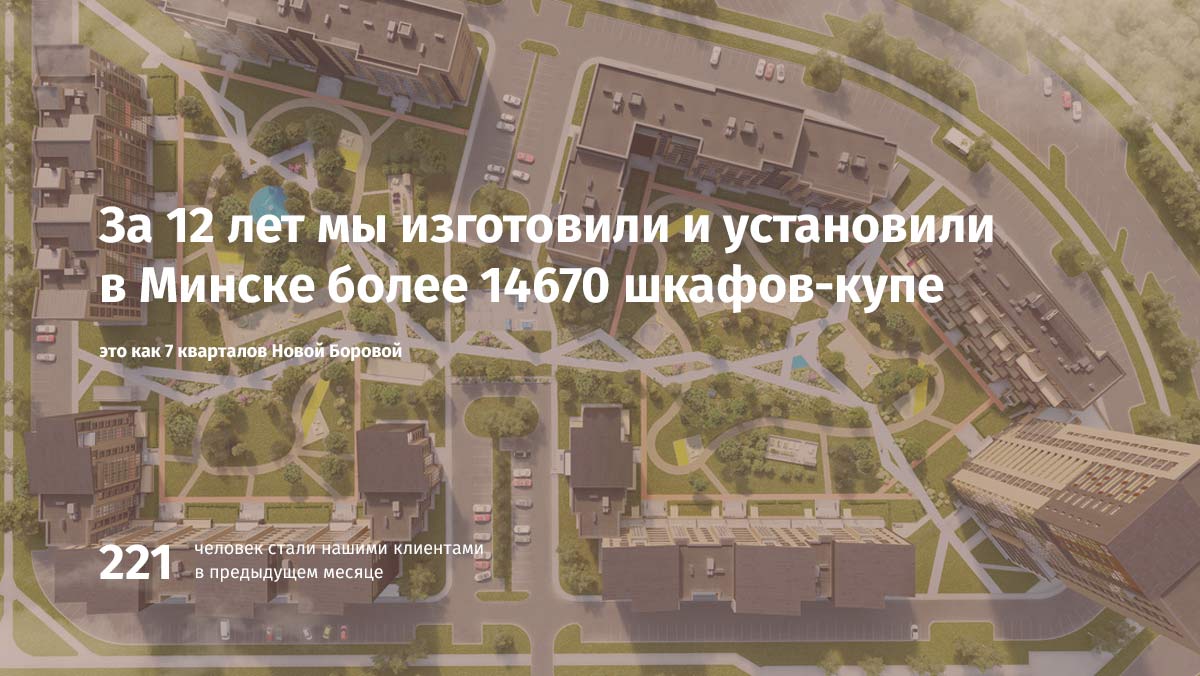 За 12 лет мы изготовили и установили
в Минске более 14670 шкафов-купе
это как 7 кварталов Новой Боровой
221 человек стали нашими клиентами
в предыдущем месяце